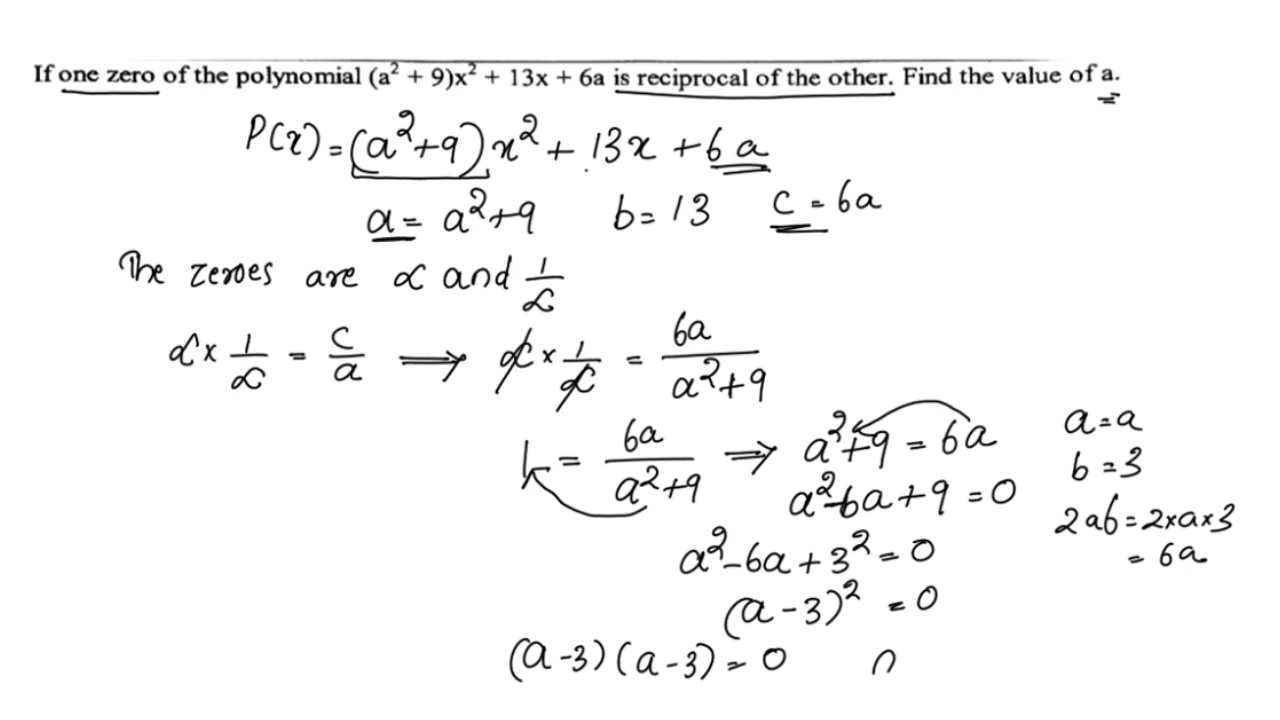 If one zero of the polynomial (a² + 9)x² + 13x + 6a is reciprocal of the other. Find the value of a.
P(x) = (a²+9)x² + 13x + 6a
a = a²+9 b = 13 c = 6a
The zeroes are α and 1/α
α × 1/α = c/a ⟹ α × 1/α = 6a/(a²+9)
1 = 6a/(a²+9) ⟹ a²+9 = 6a
a²-6a+9 = 0
a²-6a+3² = 0
(a-3)² = 0
(a-3)(a-3) = 0
a=a
b=3
2ab = 2×a×3
= 6a